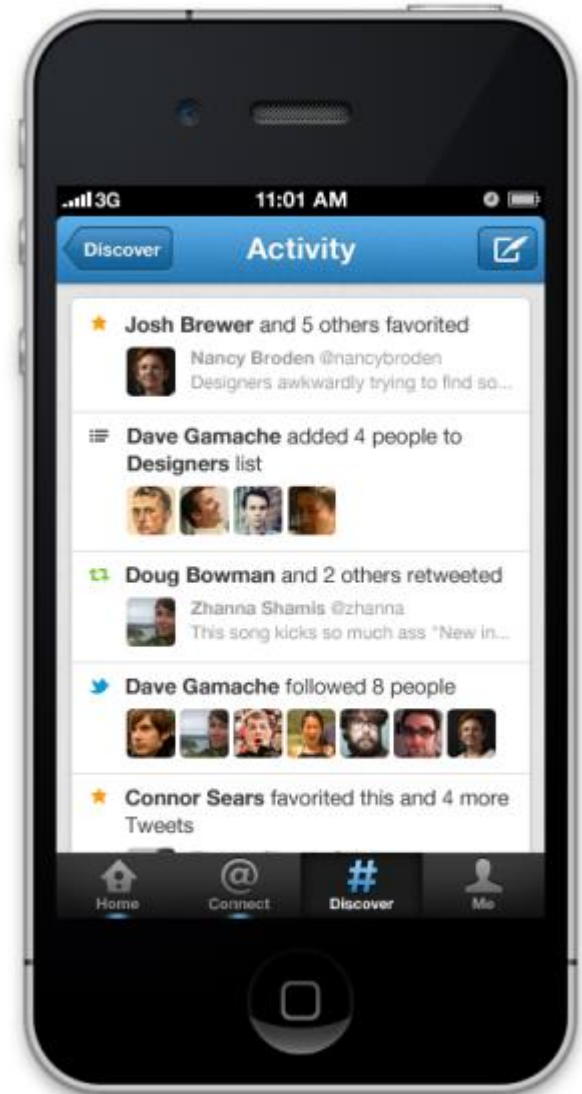 3G 11:01 AM
Discover Activity
Josh Brewer and 5 others favorited
Nancy Broden @nancybroden
Designers awkwardly trying to find so...
Dave Gamache added 4 people to
Designers list
Doug Bowman and 2 others retweeted
Zhanna Shamis @zhanna
This song kicks so much ass "New in...
Dave Gamache followed 8 people
Connor Sears favorited this and 4 more
Tweets
Home Connect Discover Me